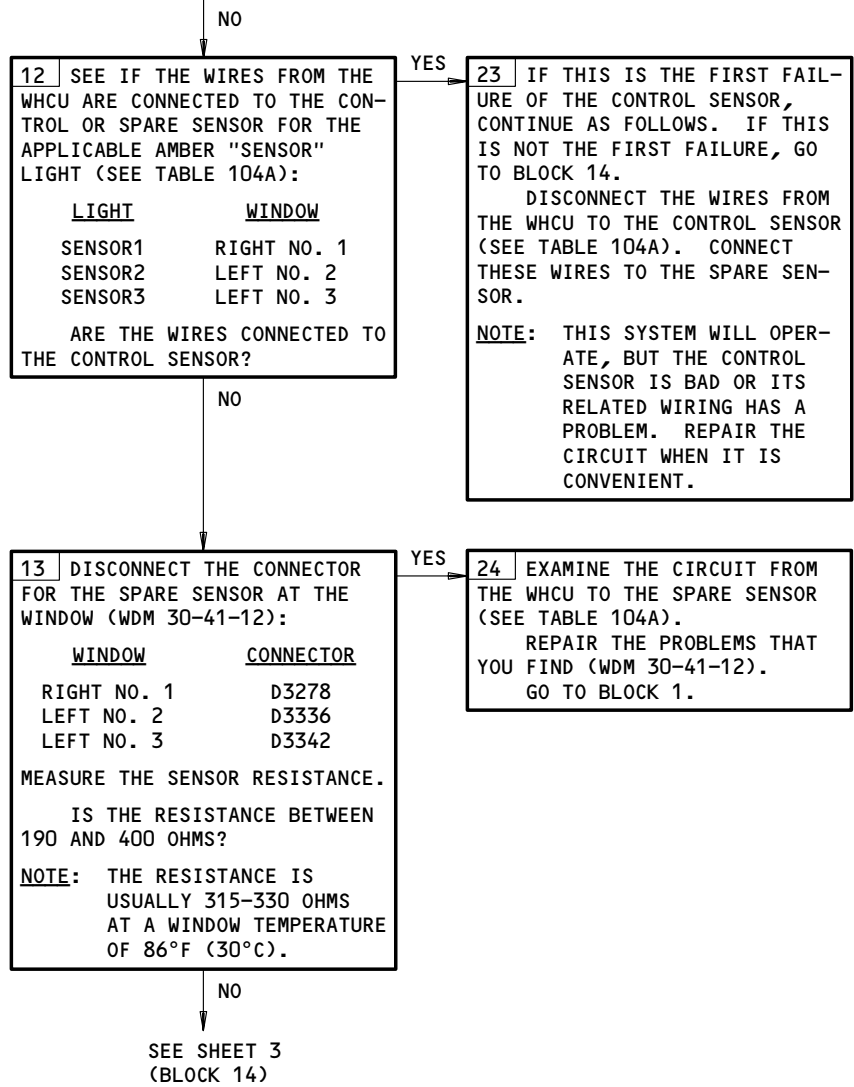 NO
12 SEE IF THE WIRES FROM THE
WHCU ARE CONNECTED TO THE CON-
TROL OR SPARE SENSOR FOR THE
APPLICABLE AMBER "SENSOR"
LIGHT (SEE TABLE 104A):
LIGHT WINDOW
SENSOR1 RIGHT NO. 1
SENSOR2 LEFT NO. 2
SENSOR3 LEFT NO. 3
ARE THE WIRES CONNECTED TO
THE CONTROL SENSOR?
YES
23 IF THIS IS THE FIRST FAIL-
URE OF THE CONTROL SENSOR,
CONTINUE AS FOLLOWS. IF THIS
IS NOT THE FIRST FAILURE, GO
TO BLOCK 14.
DISCONNECT THE WIRES FROM
THE WHCU TO THE CONTROL SENSOR
(SEE TABLE 104A). CONNECT
THESE WIRES TO THE SPARE SEN-
SOR.
NOTE: THIS SYSTEM WILL OPER-
ATE, BUT THE CONTROL
SENSOR IS BAD OR ITS
RELATED WIRING HAS A
PROBLEM. REPAIR THE
CIRCUIT WHEN IT IS
CONVENIENT.
NO
13 DISCONNECT THE CONNECTOR
FOR THE SPARE SENSOR AT THE
WINDOW (WDM 30-41-12):
WINDOW CONNECTOR
RIGHT NO. 1 D3278
LEFT NO. 2 D3336
LEFT NO. 3 D3342
MEASURE THE SENSOR RESISTANCE.
IS THE RESISTANCE BETWEEN
190 AND 400 OHMS?
NOTE: THE RESISTANCE IS
USUALLY 315-330 OHMS
AT A WINDOW TEMPERATURE
OF 86°F (30°C).
YES
24 EXAMINE THE CIRCUIT FROM
THE WHCU TO THE SPARE SENSOR
(SEE TABLE 104A).
REPAIR THE PROBLEMS THAT
YOU FIND (WDM 30-41-12).
GO TO BLOCK 1.
NO
SEE SHEET 3
(BLOCK 14)